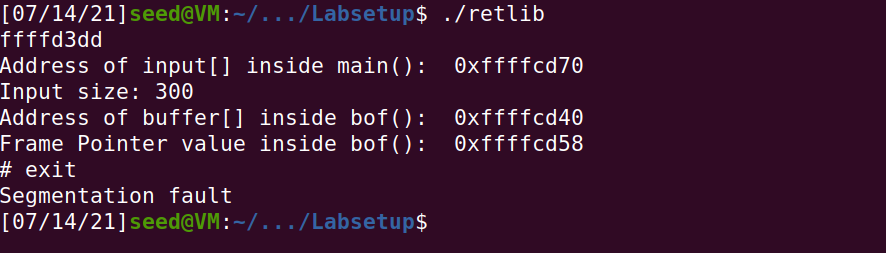 [07/14/21]seed@VM:~/.../Labsetup$ ./retlib
ffffd3dd
Address of input[] inside main():  0xffffcd70
Input size: 300
Address of buffer[] inside bof():  0xffffcd40
Frame Pointer value inside bof():  0xffffcd58
# exit
Segmentation fault
[07/14/21]seed@VM:~/.../Labsetup$